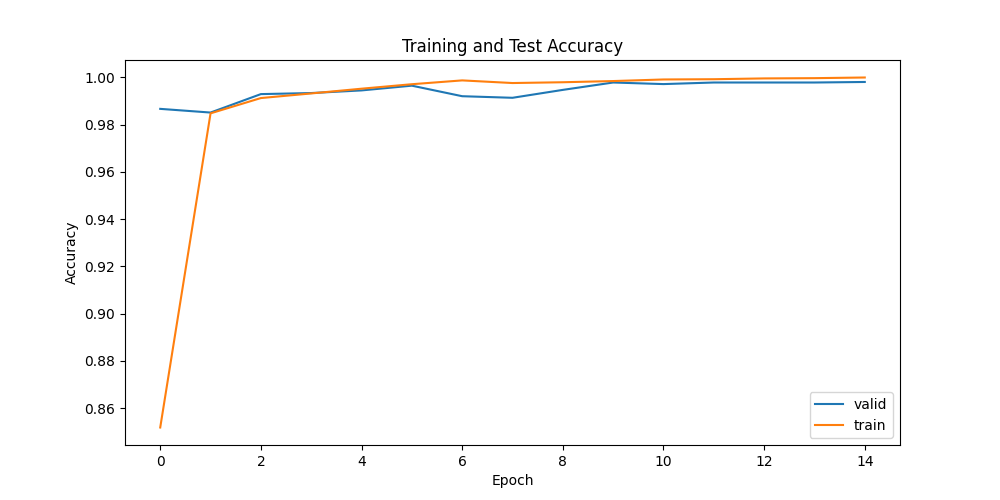 Training and Test Accuracy
1.00
0.98
0.96
0.94
0.92
0.90
0.88
0.86
Accuracy
0 2 4 6 8 10 12 14
Epoch
valid
train